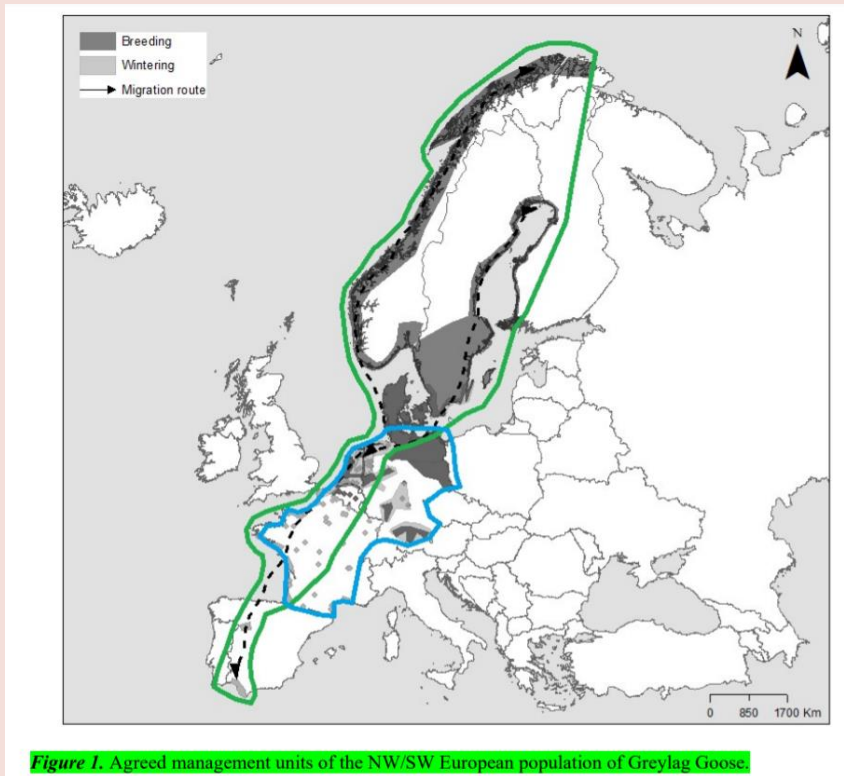 Breeding
Wintering
Migration route
N
0 850 1700 Km
Figure 1. Agreed management units of the NW/SW European population of Greylag Goose.